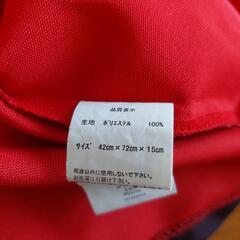 品質表示
生地 ポリエステル 100%
サイズ 42cm×72cm×15cm
用途以外に使用しないで下さい。